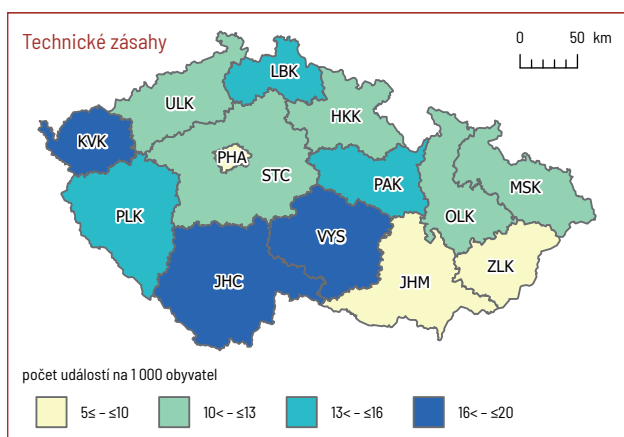 Technické zásahy
0 50 km
LBK
ULK
HKK
KVK
PHA
STC
PAK
MSK
PLK
OLK
VYS
ZLK
JHC
JHM
počet událostí na 1 000 obyvatel
5≤ – ≤10 10< – ≤13 13< – ≤16 16< – ≤20